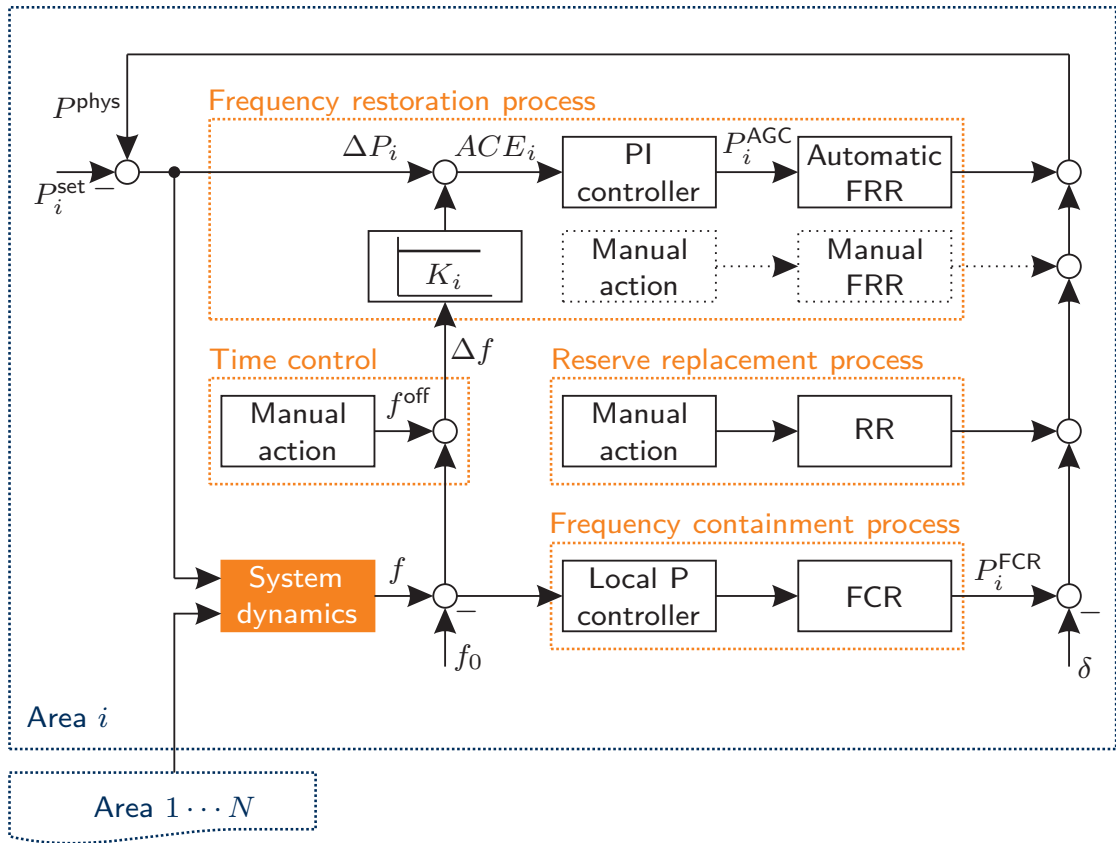 P^phys
Frequency restoration process
P_i^set
−
ΔP_i
ACE_i
PI
controller
P_i^AGC
Automatic
FRR
K_i
Manual
action
Manual
FRR
Δf
Time control
Manual
action
f^off
Reserve replacement process
Manual
action
RR
Frequency containment process
System
dynamics
f
−
f_0
Local P
controller
FCR
P_i^FCR
−
δ
Area i
Area 1 ⋯ N